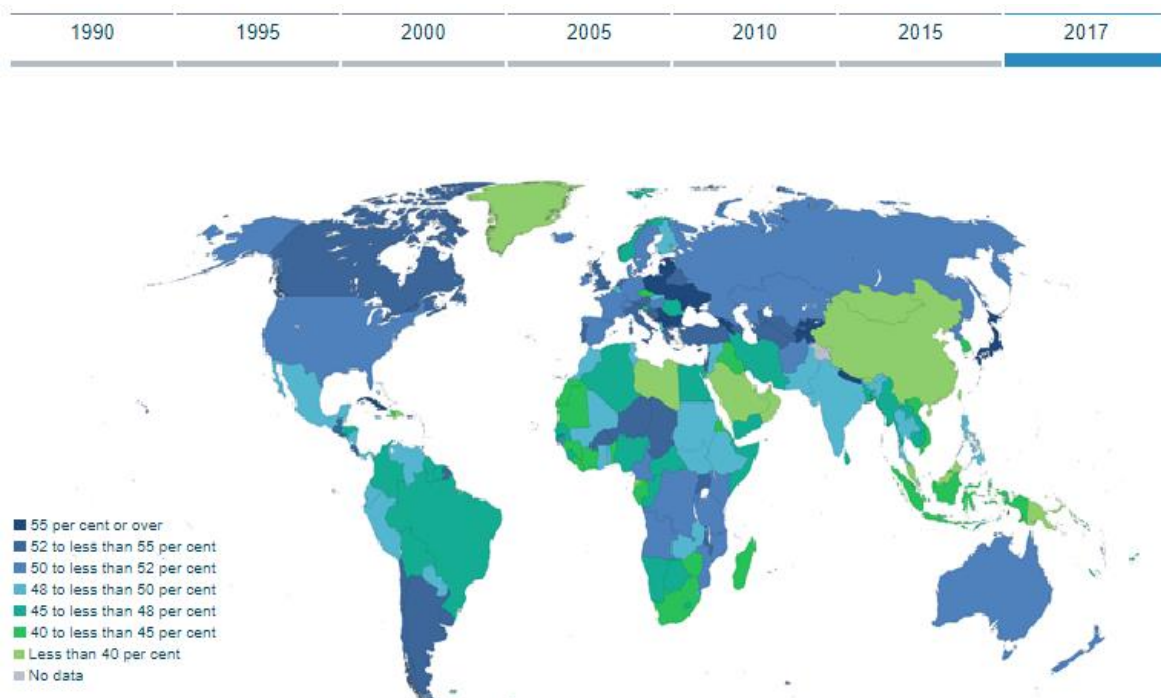 1990 1995 2000 2005 2010 2015 2017
55 per cent or over
52 to less than 55 per cent
50 to less than 52 per cent
48 to less than 50 per cent
45 to less than 48 per cent
40 to less than 45 per cent
Less than 40 per cent
No data